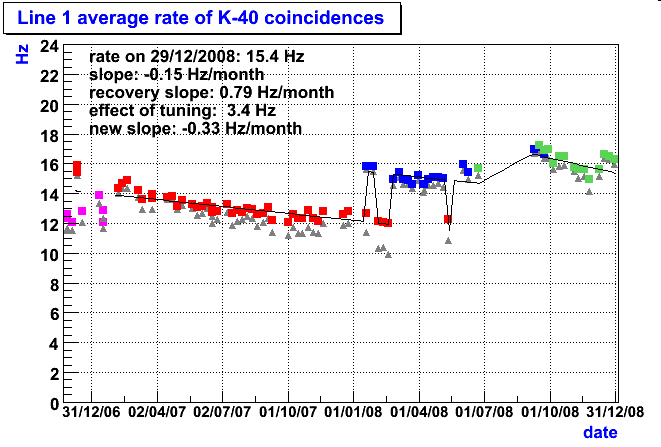 Line 1 average rate of K-40 coincidences
Hz
24
22
20
18
16
14
12
10
8
6
4
2
0
rate on 29/12/2008: 15.4 Hz
slope: -0.15 Hz/month
recovery slope: 0.79 Hz/month
effect of tuning:  3.4 Hz
new slope: -0.33 Hz/month
31/12/06 02/04/07 02/07/07 01/10/07 01/01/08 01/04/08 01/07/08 01/10/08 31/12/08
date